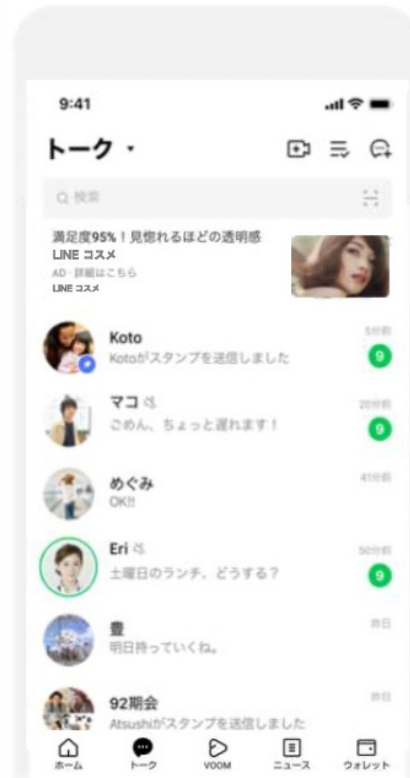 9:41
トーク
検索
満足度95%！見惚れるほどの透明感
LINE コスメ
AD · 詳細はこちら
LINE コスメ
Koto
5分前
Kotoがスタンプを送信しました
9
マコ
20分前
ごめん、ちょっと遅れます！
9
めぐみ
41分前
OK!!
Eri
50分前
土曜日のランチ、どうする？
9
豊
昨日
明日持っていくね。
92期会
昨日
Atsushiがスタンプを送信しました
ホーム
トーク
VOOM
ニュース
ウォレット